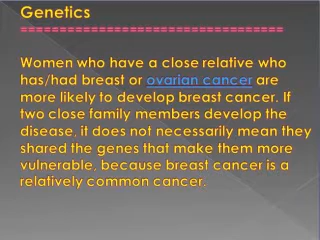 Genetics
==================================
Women who have a close relative who
has/had breast or ovarian cancer are
more likely to develop breast cancer. If
two close family members develop the
disease, it does not necessarily mean they
shared the genes that make them more
vulnerable, because breast cancer is a
relatively common cancer.